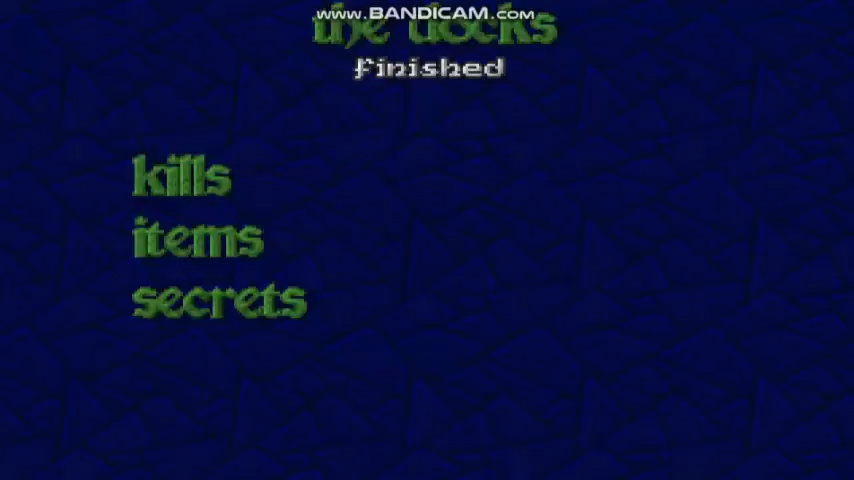 www.BANDICAM.com
the docks
finished
kills
items
secrets